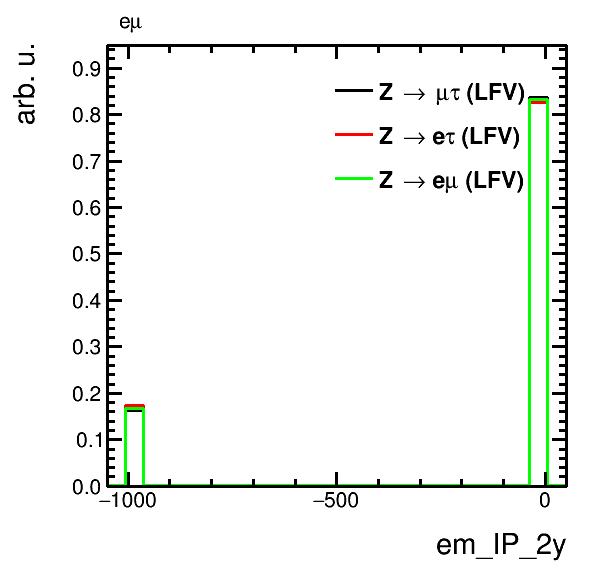 eμ
arb. u.
0.9
0.8
0.7
0.6
0.5
0.4
0.3
0.2
0.1
0.0
Z → μτ (LFV)
Z → eτ (LFV)
Z → eμ (LFV)
−1000 −500 0
em_IP_2y